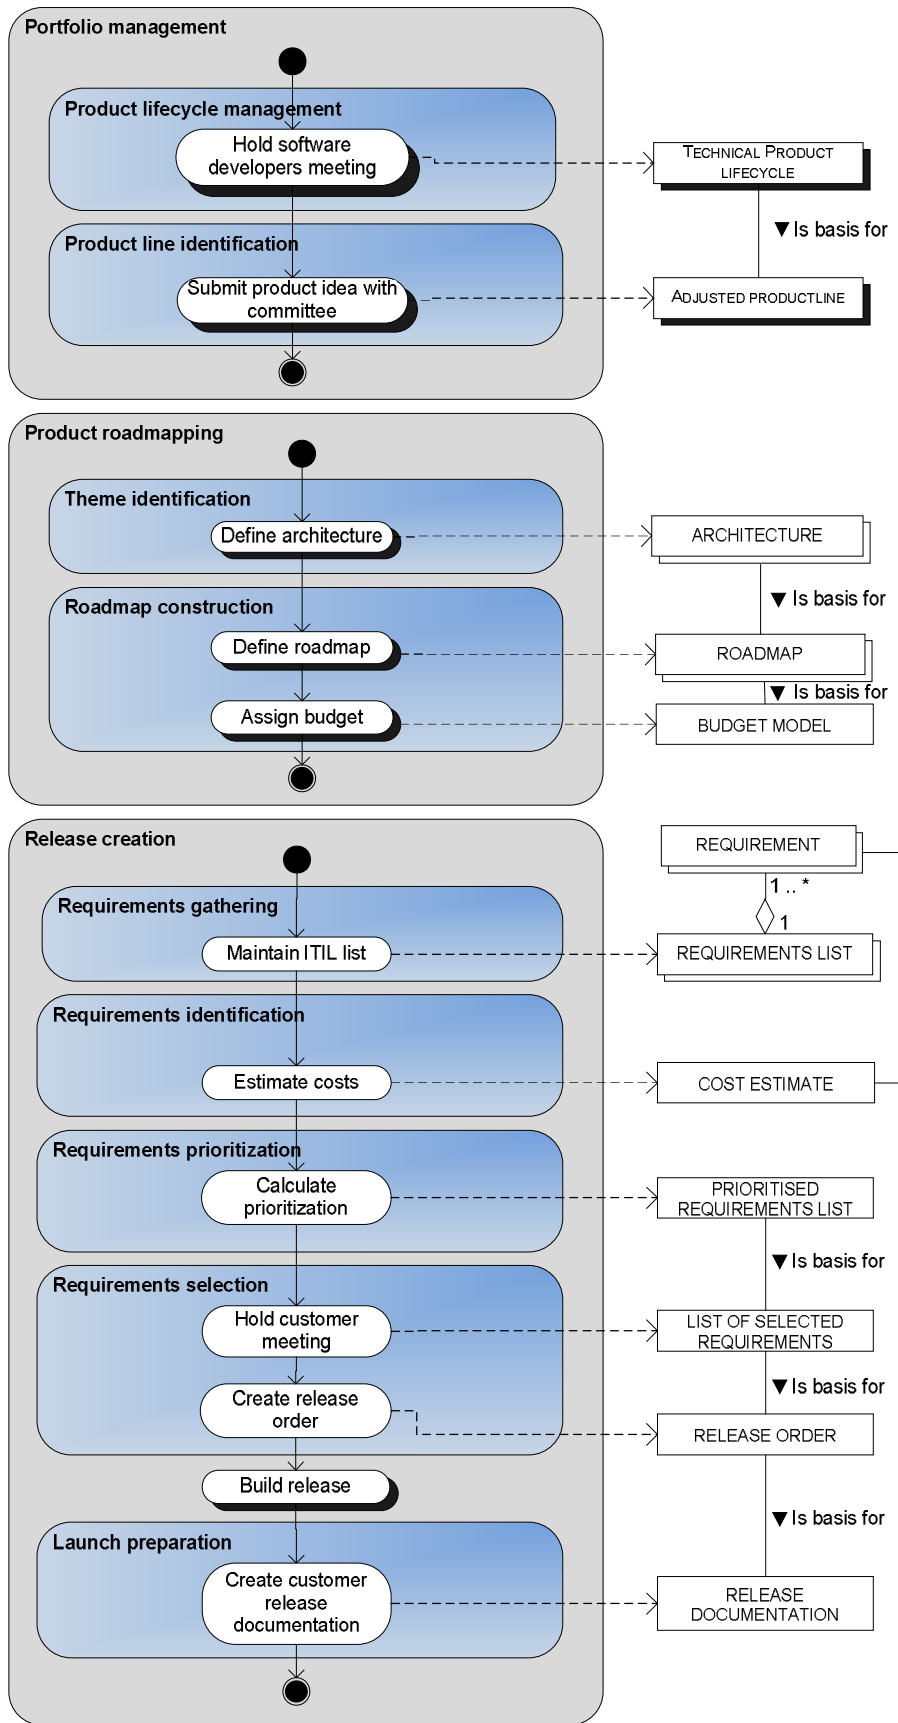 Portfolio management
Product lifecycle management
Hold software
developers meeting
TECHNICAL PRODUCT
LIFECYCLE
▼ Is basis for
Product line identification
Submit product idea with
committee
ADJUSTED PRODUCTLINE
Product roadmapping
Theme identification
Define architecture
ARCHITECTURE
▼ Is basis for
Roadmap construction
Define roadmap
ROADMAP
▼ Is basis for
Assign budget
BUDGET MODEL
Release creation
REQUIREMENT
1 .. *
1
Requirements gathering
Maintain ITIL list
REQUIREMENTS LIST
Requirements identification
Estimate costs
COST ESTIMATE
Requirements prioritization
Calculate
prioritization
PRIORITISED
REQUIREMENTS LIST
▼ Is basis for
Requirements selection
Hold customer
meeting
LIST OF SELECTED
REQUIREMENTS
▼ Is basis for
Create release
order
RELEASE ORDER
Build release
▼ Is basis for
Launch preparation
Create customer
release
documentation
RELEASE
DOCUMENTATION